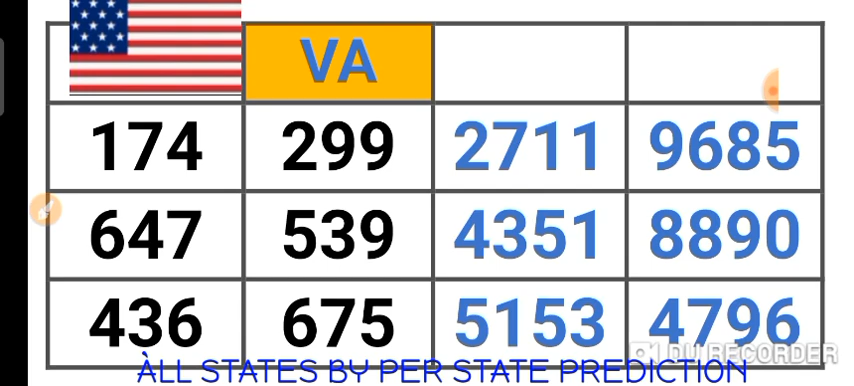 VA
174 299 2711 9685
647 539 4351 8890
436 675 5153 4796
DU RECORDER
ÀLL STATES BY PER STATE PREDICTION